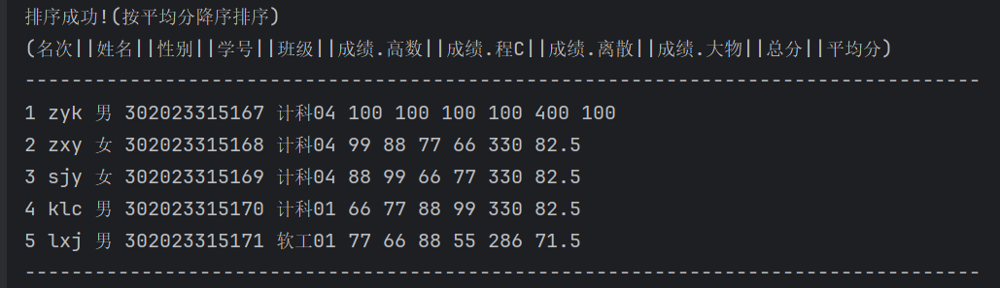 排序成功!(按平均分降序排序)
(名次||姓名||性别||学号||班级||成绩.高数||成绩.程C||成绩.离散||成绩.大物||总分||平均分)
----------------------------------------------------------------------------------
1 zyk 男 302023315167 计科04 100 100 100 100 400 100
2 zxy 女 302023315168 计科04 99 88 77 66 330 82.5
3 sjy 女 302023315169 计科04 88 99 66 77 330 82.5
4 klc 男 302023315170 计科01 66 77 88 99 330 82.5
5 lxj 男 302023315171 软工01 77 66 88 55 286 71.5
----------------------------------------------------------------------------------